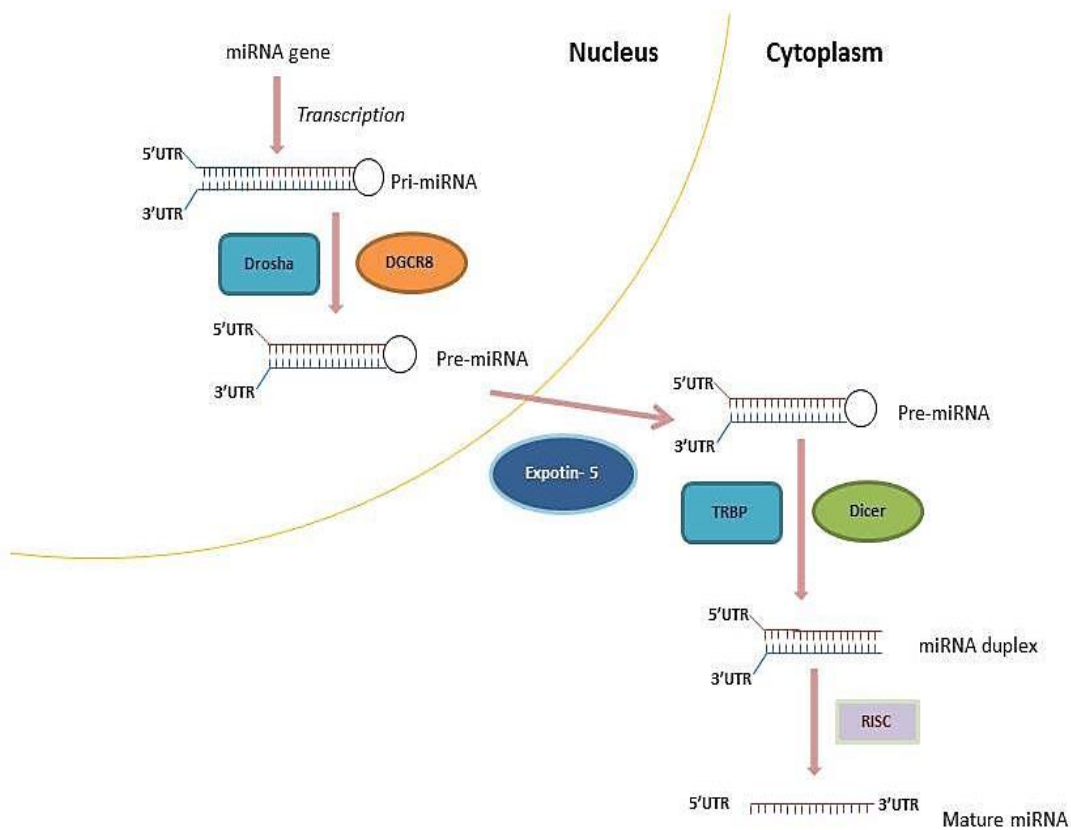 Nucleus
Cytoplasm
miRNA gene
Transcription
5'UTR
Pri-miRNA
3'UTR
Drosha
DGCR8
5'UTR
Pre-miRNA
3'UTR
5'UTR
Pre-miRNA
3'UTR
Expotin- 5
TRBP
Dicer
5'UTR
miRNA duplex
3'UTR
RISC
5'UTR
3'UTR
Mature miRNA